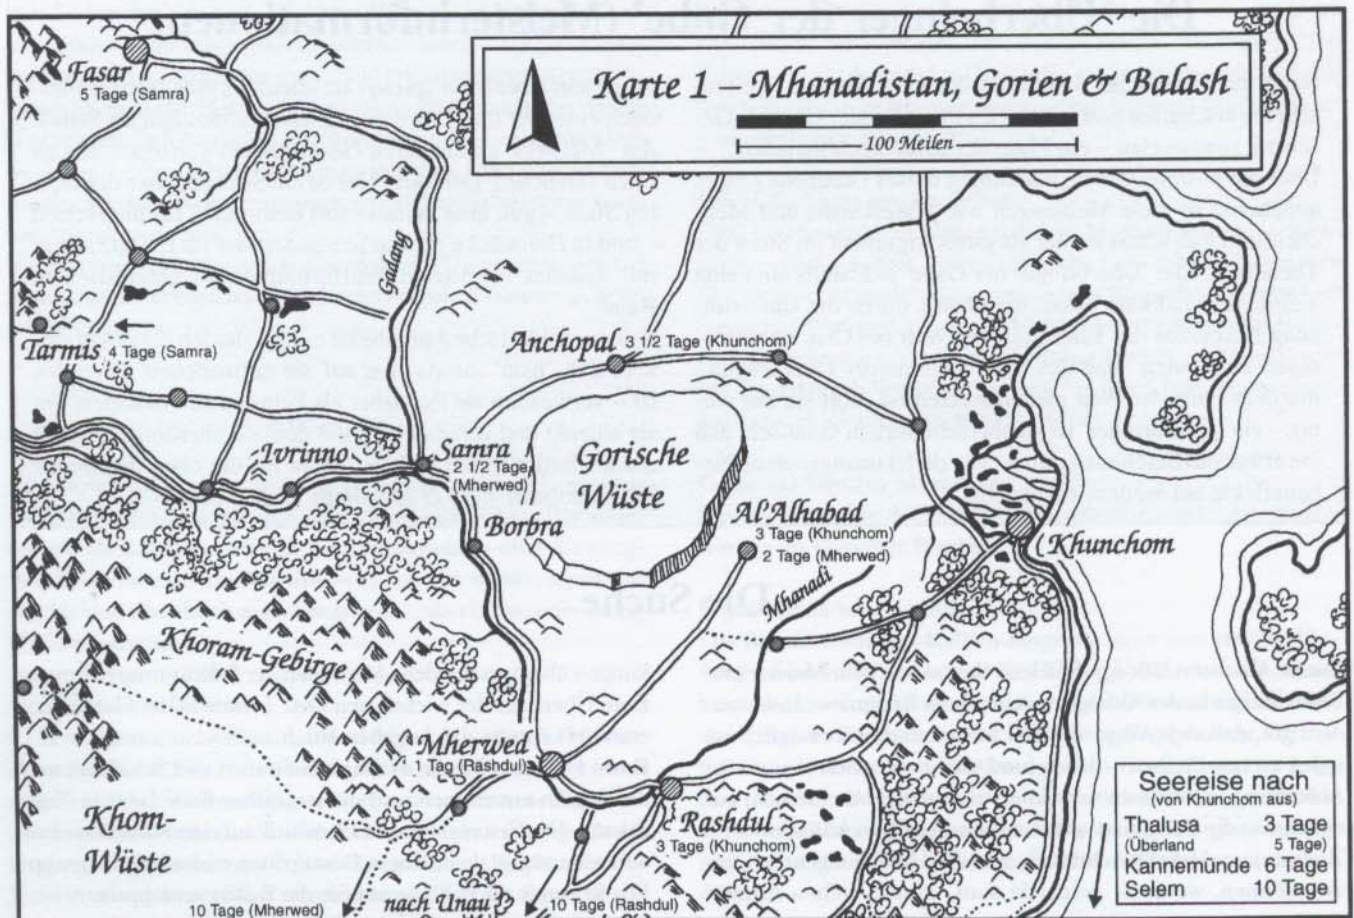 Karte 1 - Mhanadistan, Gorien & Balash
100 Meilen
Fasar
5 Tage (Samra)
Gadang
Tarmis
4 Tage (Samra)
Anchopal
3 1/2 Tage (Khunchom)
Ivrinno
Samra
2 1/2 Tage
(Mherwed)
Gorische
Wüste
Borbra
Al'Alhabad
3 Tage (Khunchom)
2 Tage (Mherwed)
Khunchom
Mhanadi
Khoram-Gebirge
Mherwed
1 Tag (Rashdul)
Rashdul
3 Tage (Khunchom)
Khom-
Wüste
10 Tage (Mherwed)
nach Unau
10 Tage (Rashdul)
Seereise nach
(von Khunchom aus)
Thalusa 3 Tage
(Überland 5 Tage)
Kannemünde 6 Tage
Selem 10 Tage